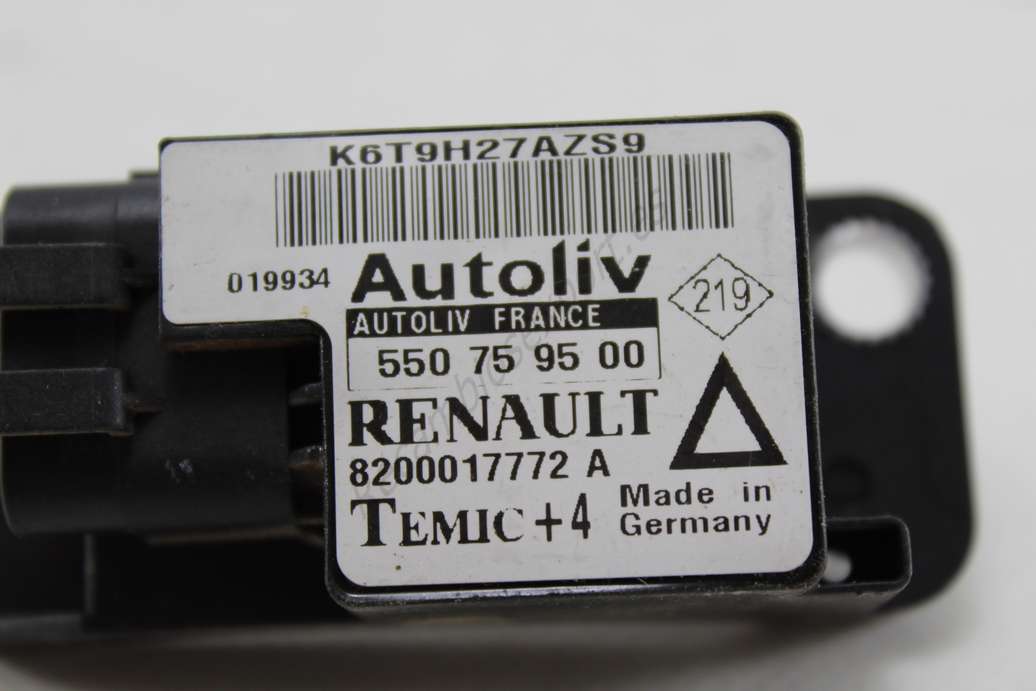 K6T9H27AZS9
019934
Autoliv
219
AUTOLIV FRANCE
550 75 95 00
RENAULT
8200017772 A
TEMIC +4
Made in
Germany